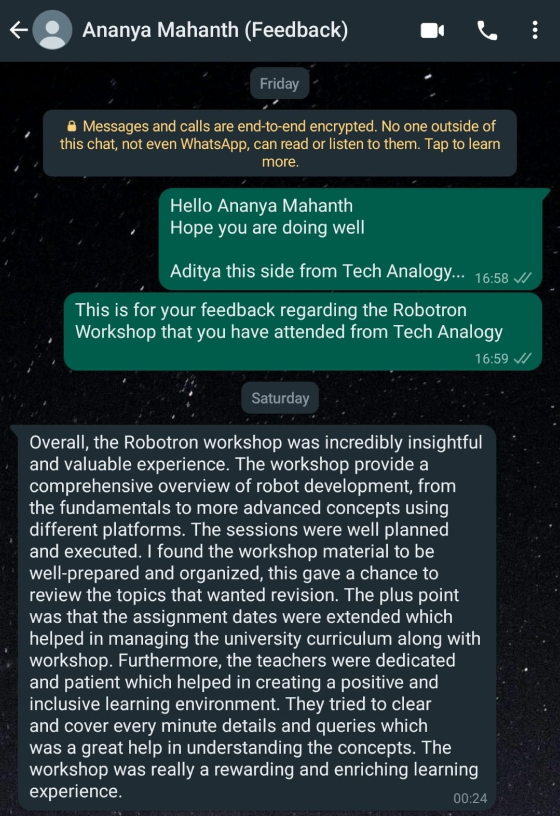 Ananya Mahanth (Feedback)
Friday
Messages and calls are end-to-end encrypted. No one outside of
this chat, not even WhatsApp, can read or listen to them. Tap to learn
more.
Hello Ananya Mahanth
Hope you are doing well
Aditya this side from Tech Analogy...
16:58
This is for your feedback regarding the Robotron
Workshop that you have attended from Tech Analogy
16:59
Saturday
Overall, the Robotron workshop was incredibly insightful
and valuable experience. The workshop provide a
comprehensive overview of robot development, from
the fundamentals to more advanced concepts using
different platforms. The sessions were well planned
and executed. I found the workshop material to be
well-prepared and organized, this gave a chance to
review the topics that wanted revision. The plus point
was that the assignment dates were extended which
helped in managing the university curriculum along with
workshop. Furthermore, the teachers were dedicated
and patient which helped in creating a positive and
inclusive learning environment. They tried to clear
and cover every minute details and queries which
was a great help in understanding the concepts. The
workshop was really a rewarding and enriching learning
experience.
00:24